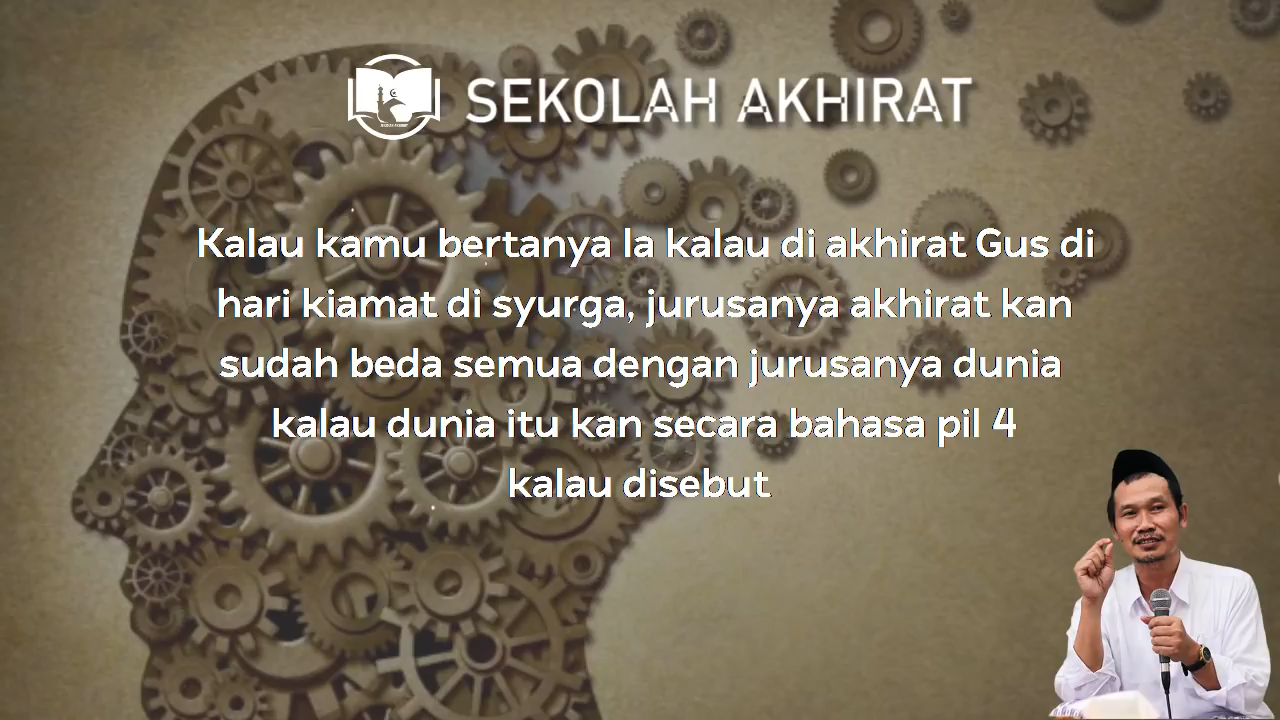 SEKOLAH AKHIRAT
Kalau kamu bertanya la kalau di akhirat Gus di
hari kiamat di syurga, jurusanya akhirat kan
sudah beda semua dengan jurusanya dunia
kalau dunia itu kan secara bahasa pil 4
kalau disebut